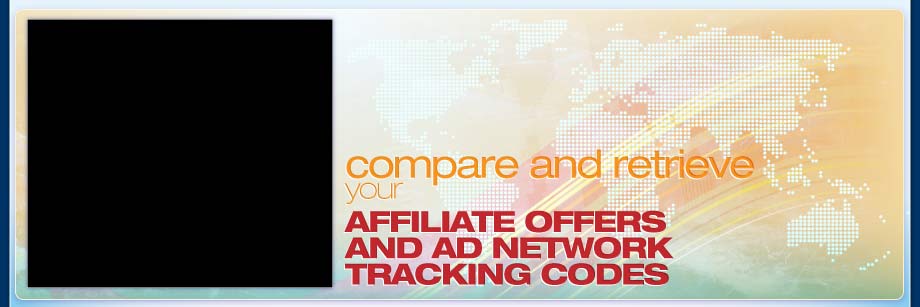 compare and retrieve
your
AFFILIATE OFFERS
AND AD NETWORK
TRACKING CODES